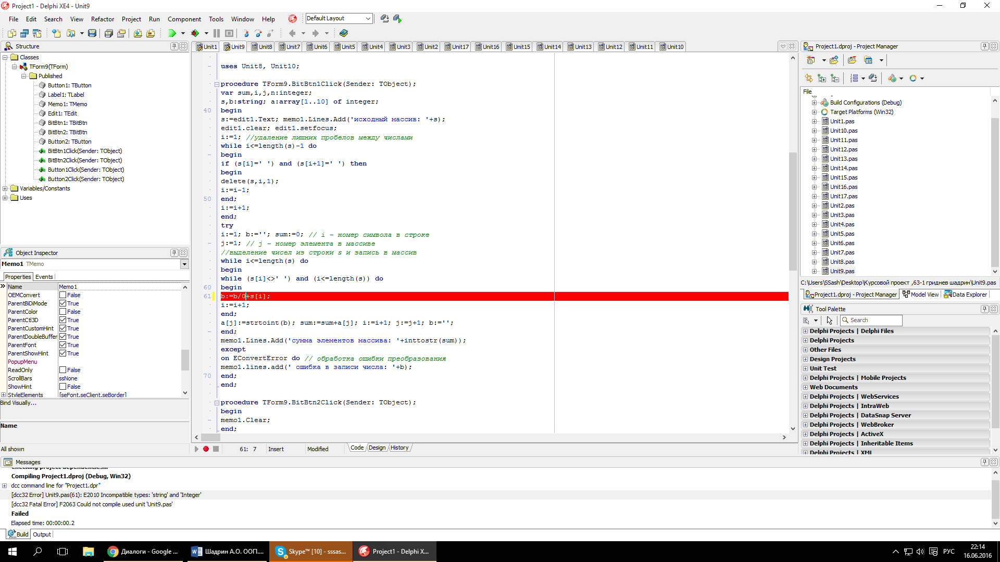 Project1 - Delphi XE4 - Unit9
File Edit Search View Refactor Project Run Component Tools Window Help
Default Layout
Structure
Classes
TForm9(TForm)
Published
Button1: TButton
Label1: TLabel
Memo1: TMemo
Edit1: TEdit
BitBtn1: TBitBtn
BitBtn2: TBitBtn
Button2: TButton
BitBtn1Click(Sender: TObject)
BitBtn2Click(Sender: TObject)
Button1Click(Sender: TObject)
Button2Click(Sender: TObject)
Variables/Constants
Uses
Object Inspector
Memo1 TMemo
Properties Events
Name Memo1
OEMConvert False
ParentBiDiMode True
ParentColor False
ParentCtl3D True
ParentCustomHint True
ParentDoubleBuffer True
ParentFont True
ParentShowHint True
PopupMenu
ReadOnly False
ScrollBars ssNone
ShowHint False
StyleElements [seFont,seClient,seBorder]
Bind Visually...
Name
All shown
Unit1 Unit9 Unit8 Unit7 Unit6 Unit5 Unit4 Unit3 Unit2 Unit17 Unit16 Unit15 Unit14 Unit13 Unit12 Unit11 Unit10
uses Unit8, Unit10;
procedure TForm9.BitBtn1Click(Sender: TObject);
var sum,i,j,n:integer;
s,b:string; a:array[1..10] of integer;
40 begin
s:=edit1.Text; memo1.Lines.Add('исходный массив: '+s);
edit1.clear; edit1.setfocus;
i:=1; //удаление лишних пробелов между числами
while i<=length(s)-1 do
begin
if (s[i]=' ') and (s[i+1]=' ') then
begin
delete(s,i,1);
i:=i-1;
50 end;
i:=i+1;
end;
try
i:=1; b:=''; sum:=0; // i - номер символа в строке
j:=1; // j - номер элемента в массиве
//выделение чисел из строки s и запись в массив
while i<=length(s) do
begin
while (s[i]<>' ') and (i<=length(s)) do
60 begin
61 b:=b/0+s[i];
i:=i+1;
end;
a[j]:=strtoint(b); sum:=sum+a[j]; i:=i+1; j:=j+1; b:='';
end;
memo1.Lines.Add('сумма элементов массива: '+inttostr(sum));
except
on EConvertError do // обработка ошибки преобразования
memo1.lines.add(' ошибка в записи числа: '+b);
70 end;
end;
procedure TForm9.BitBtn2Click(Sender: TObject);
begin
memo1.Clear;
end;
61: 7 Insert Modified Code Design History
Project1.dproj - Project Manager
File
Build Configurations (Debug)
Target Platforms (Win32)
Unit1.pas
Unit10.pas
Unit11.pas
Unit12.pas
Unit13.pas
Unit14.pas
Unit15.pas
Unit16.pas
Unit17.pas
Unit2.pas
Unit3.pas
Unit4.pas
Unit5.pas
Unit6.pas
Unit7.pas
Unit8.pas
Unit9.pas
C:\Users\SSash\Desktop\Курсовой проект ,63-1 гриднев шадрин\Unit9.pas
Project1.dproj - Project Manager Model View Data Explorer
Tool Palette
Search
Delphi Projects | Delphi Files
Delphi Projects
Other Files
Design Projects
Unit Test
Delphi Projects | Mobile Projects
Web Documents
Delphi Projects | WebServices
Delphi Projects | IntraWeb
Delphi Projects | DataSnap Server
Delphi Projects | WebBroker
Delphi Projects | ActiveX
Delphi Projects | Inheritable Items
Delphi Projects | XML
Messages
Checking project dependencies...
Compiling Project1.dproj (Debug, Win32)
dcc command line for "Project1.dpr"
[dcc32 Error] Unit9.pas(61): E2010 Incompatible types: 'string' and 'Integer'
[dcc32 Fatal Error] F2063 Could not compile used unit 'Unit9.pas'
Failed
Elapsed time: 00:00:00.2
Build Output
Диалоги - Google ... Шадрин А.О. ООП.... Skype™ [10] - sssas... Project1 - Delphi X... РУС 22:14
16.06.2016